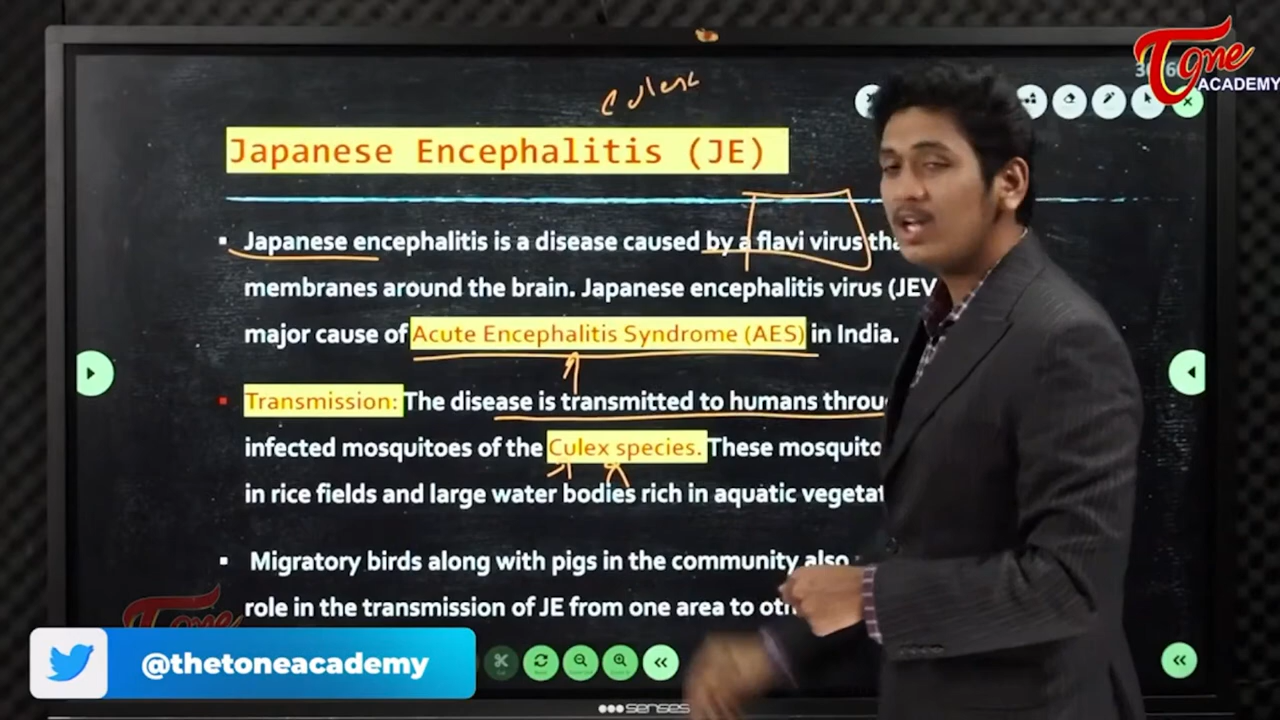 Tone
ACADEMY
Culex
Japanese Encephalitis (JE)
Japanese encephalitis is a disease caused by a flavi virus tha
membranes around the brain. Japanese encephalitis virus (JEV
major cause of Acute Encephalitis Syndrome (AES) in India.
Transmission: The disease is transmitted to humans throu
infected mosquitoes of the Culex species. These mosquito
in rice fields and large water bodies rich in aquatic vegetat
Migratory birds along with pigs in the community also
role in the transmission of JE from one area to oth
Tone
@thetoneacademy
senses